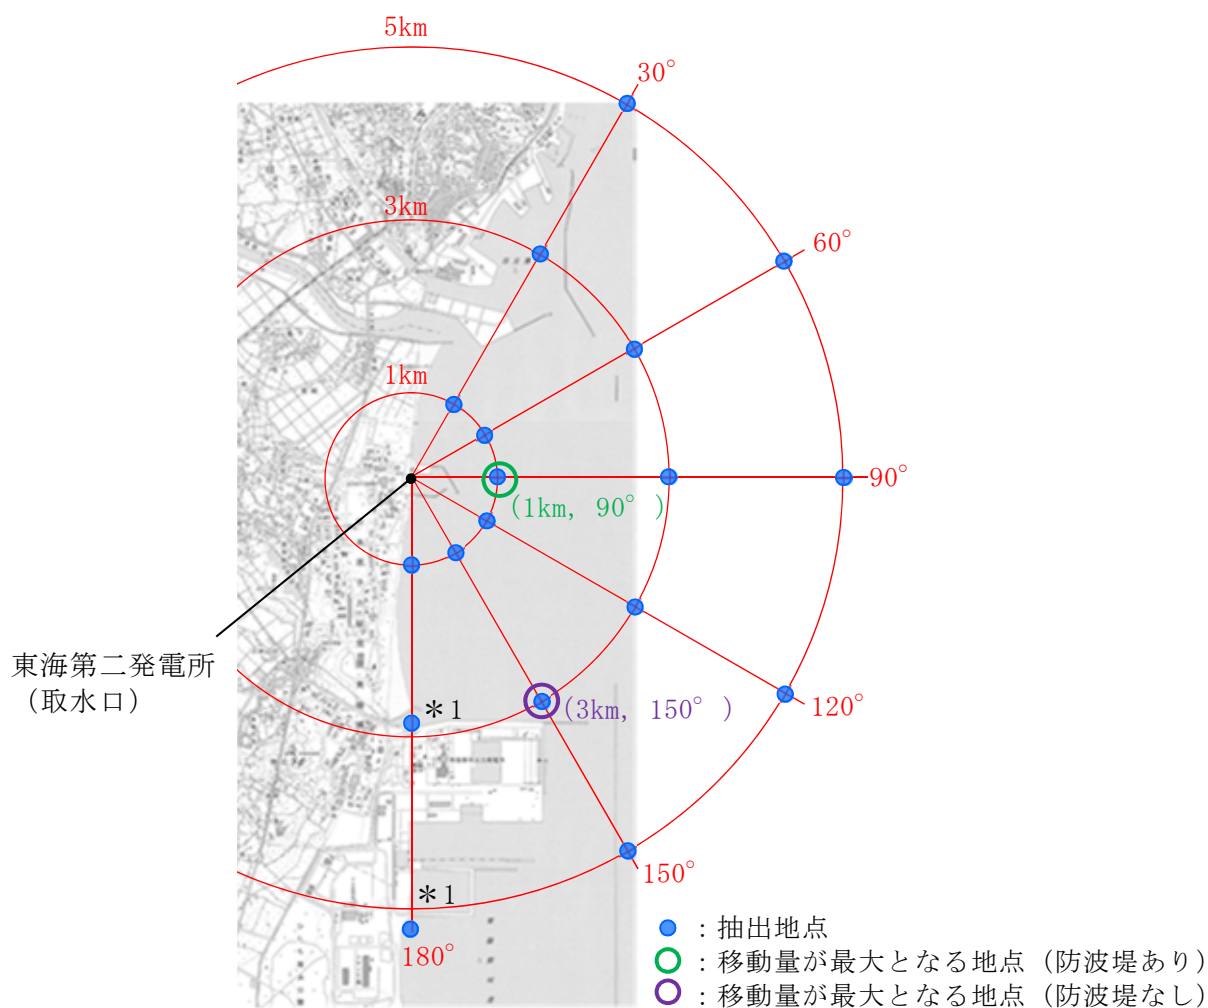 5km
30°
3km
60°
1km
90°
(1km, 90°)
東海第二発電所
(取水口)
*1
(3km, 150°)
120°
150°
*1
180°
:抽出地点
:移動量が最大となる地点(防波堤あり)
:移動量が最大となる地点(防波堤なし)